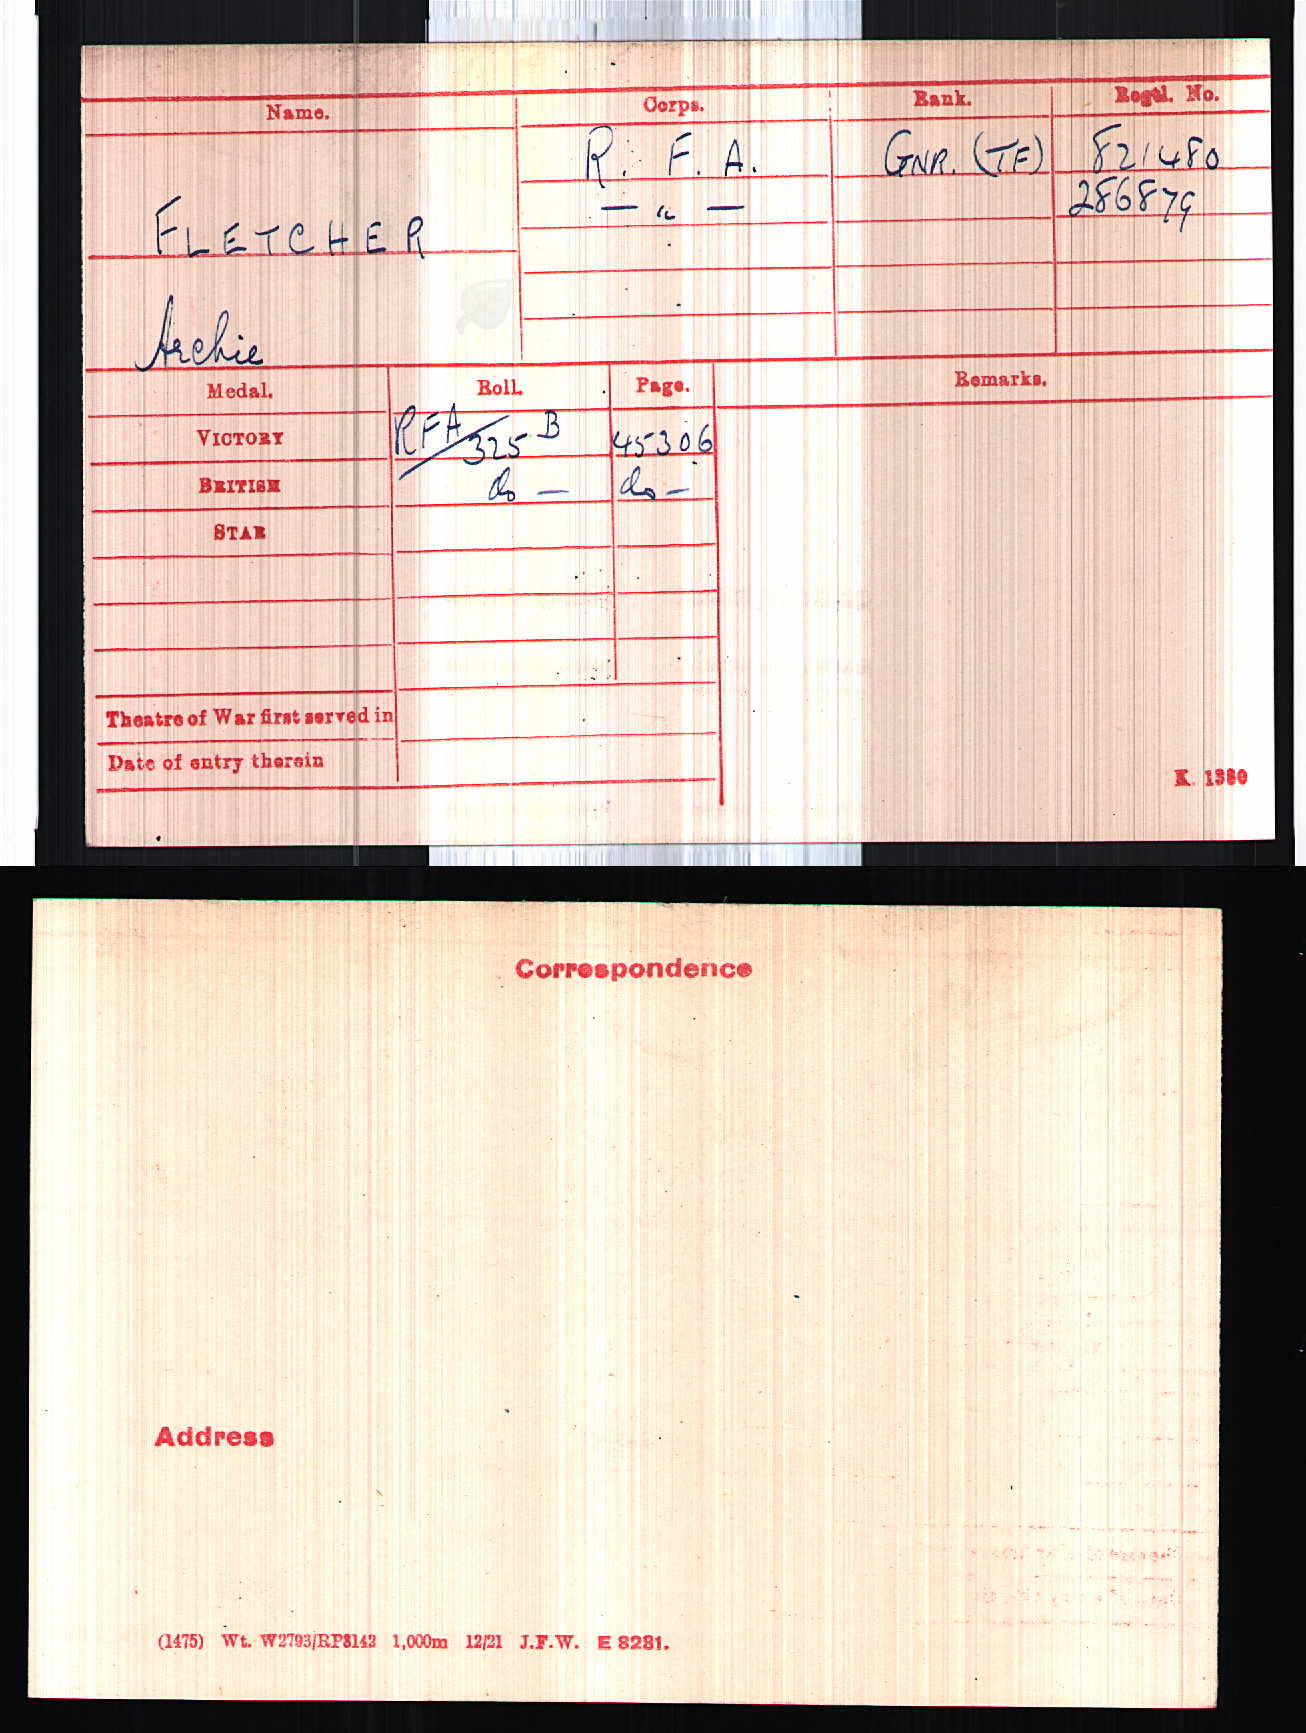 Name. Corps. Rank. Regtl. No.
R. F. A. GNR. (TF) 821480
— " — 286879
FLETCHER
Archie
Medal. Roll. Page. Remarks.
VICTORY RFA/325 B 45306
BRITISH do — do —
STAR
Theatre of War first served in
Date of entry therein
K. 1380
Correspondence
Address
(1475) Wt. W2793/RP8142 1,000m 12/21 J.F.W. E 8281.